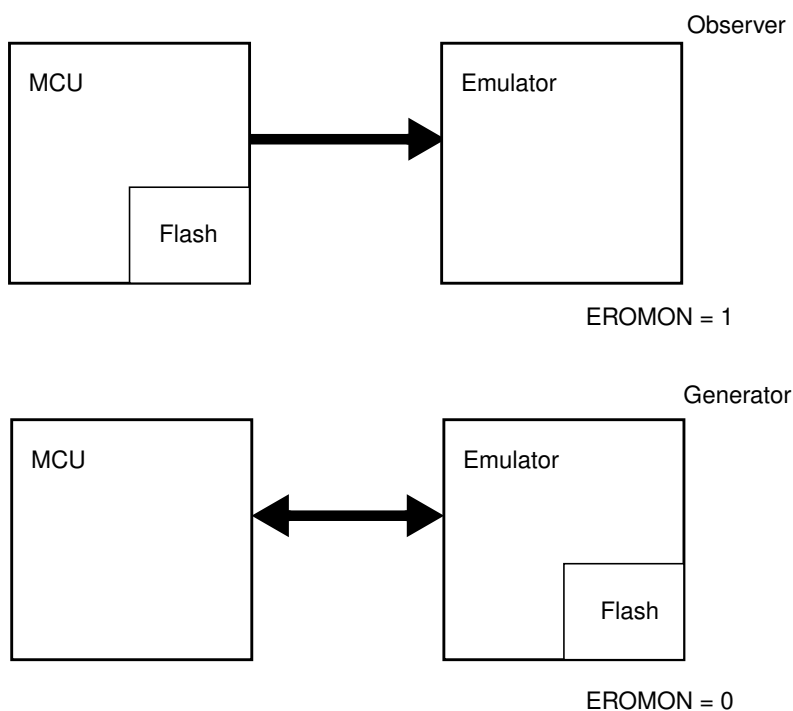 Observer
MCU
Emulator
Flash
EROMON = 1
Generator
MCU
Emulator
Flash
EROMON = 0